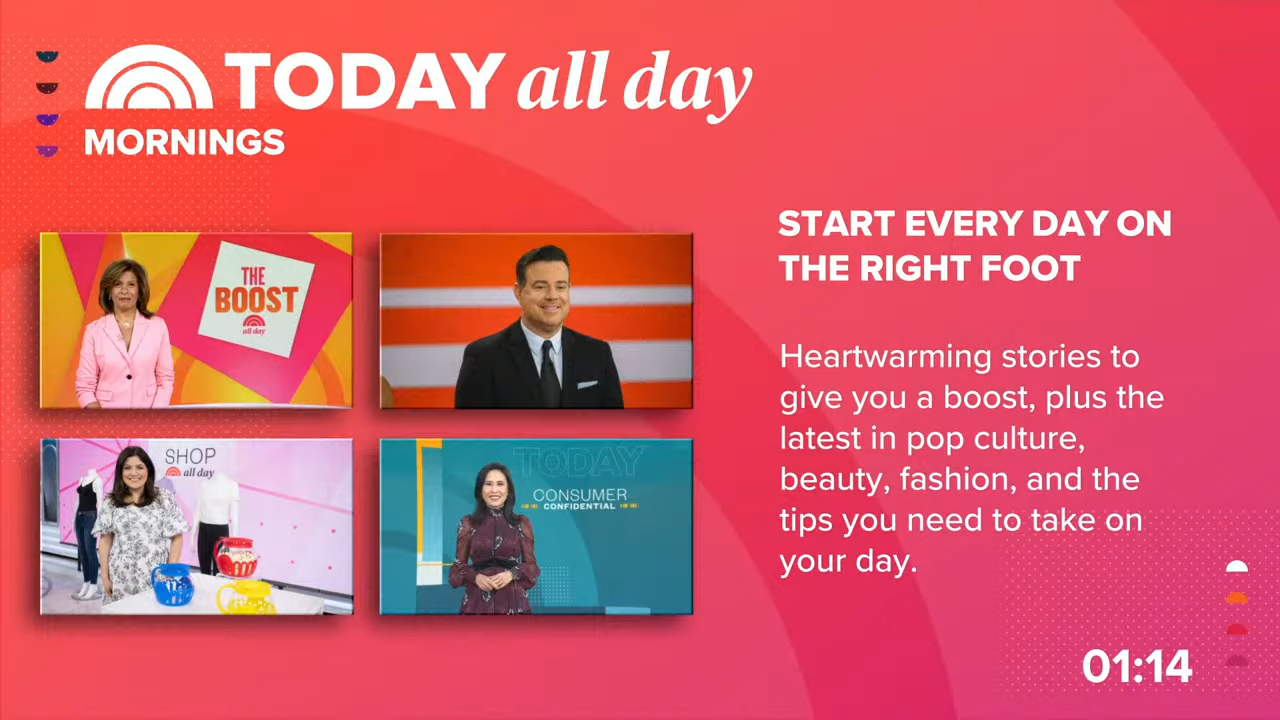 TODAY all day
MORNINGS
START EVERY DAY ON
THE RIGHT FOOT
THE
BOOST
all day
SHOP
all day
TODAY
CONSUMER
CONFIDENTIAL
Heartwarming stories to
give you a boost, plus the
latest in pop culture,
beauty, fashion, and the
tips you need to take on
your day.
01:14